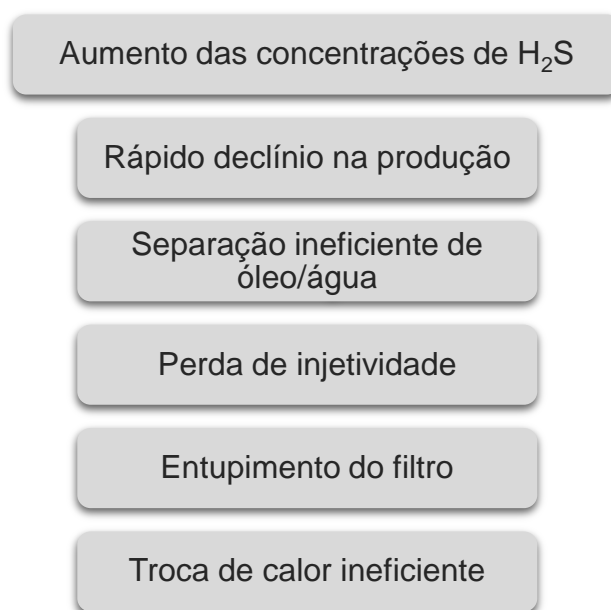 Aumento das concentrações de H₂S
Rápido declínio na produção
Separação ineficiente de
óleo/água
Perda de injetividade
Entupimento do filtro
Troca de calor ineficiente